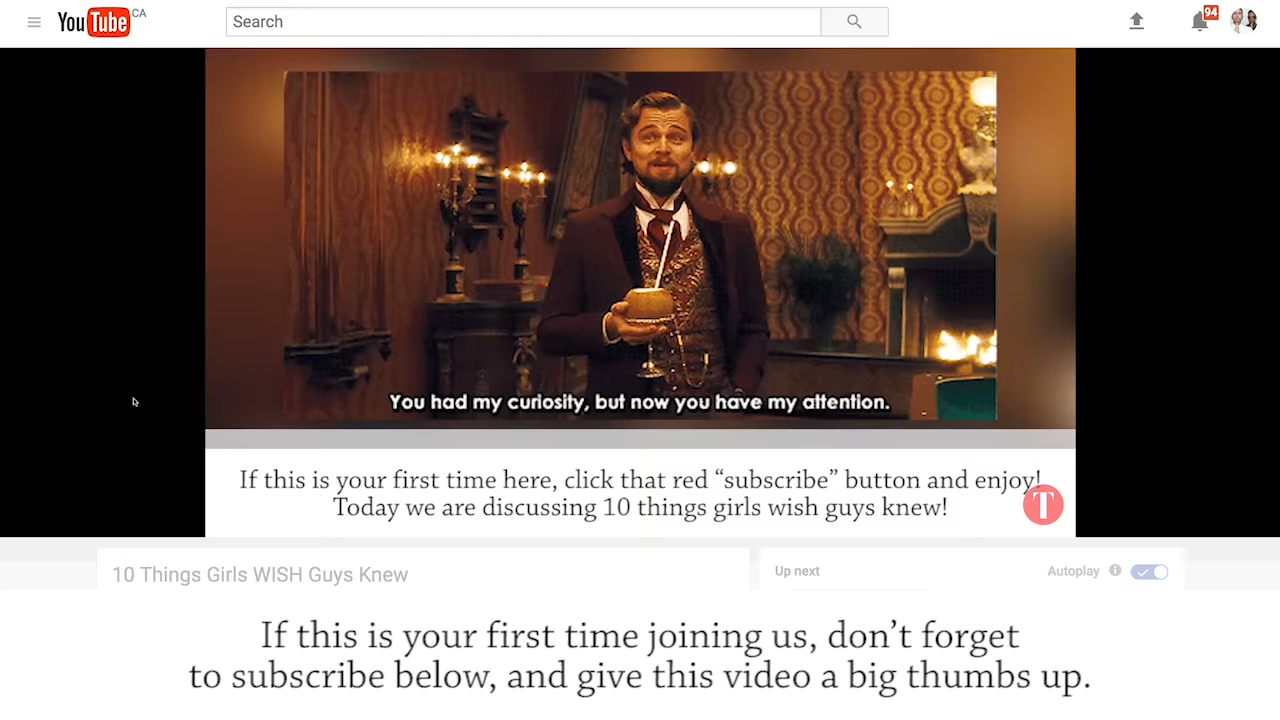 YouTube CA
Search
94
You had my curiosity, but now you have my attention.
If this is your first time here, click that red “subscribe” button and enjoy!
Today we are discussing 10 things girls wish guys knew!
T
10 Things Girls WISH Guys Knew
Up next
Autoplay
If this is your first time joining us, don’t forget
to subscribe below, and give this video a big thumbs up.